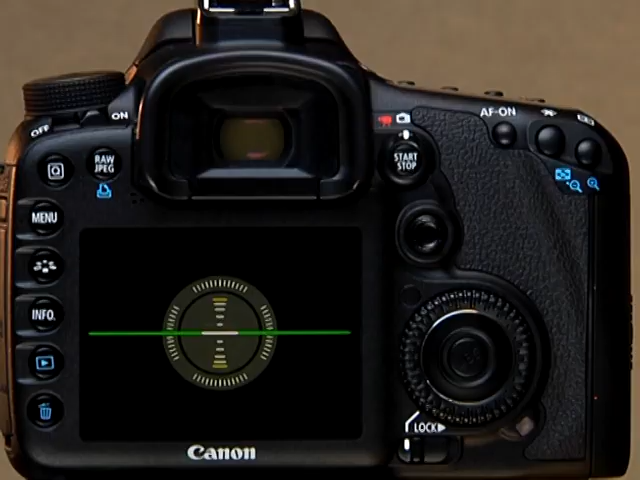 AF-ON
OFF
ON
Q
RAW
JPEG
START
STOP
MENU
INFO.
LOCK
Canon